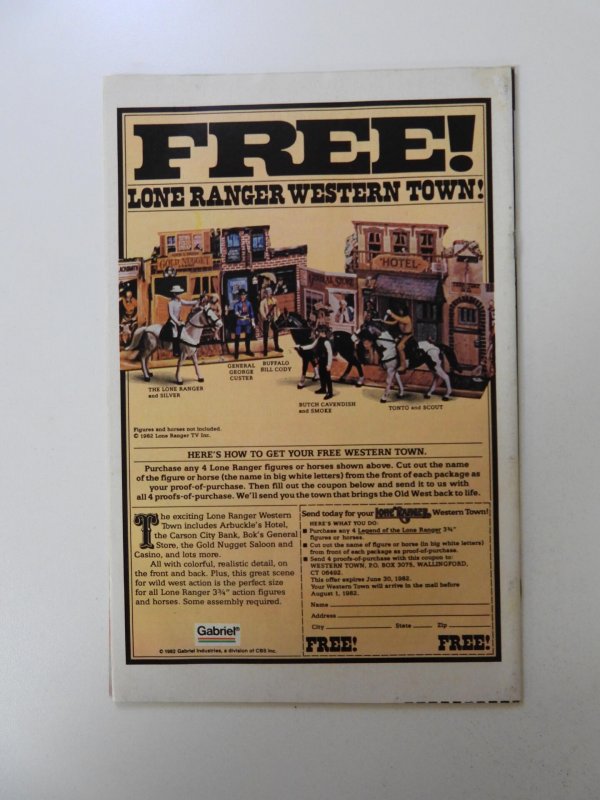 FREE!
LONE RANGER WESTERN TOWN!
GOLD NUGGET
HOTEL
GENERAL STORE
THE LONE RANGER
and SILVER
GENERAL
GEORGE
CUSTER
BUFFALO
BILL CODY
BUTCH CAVENDISH
and SMOKE
TONTO and SCOUT
Figures and horses not included.
© 1982 Lone Ranger TV Inc.
HERE'S HOW TO GET YOUR FREE WESTERN TOWN.
Purchase any 4 Lone Ranger figures or horses shown above. Cut out the name
of the figure or horse (the name in big white letters) from the front of each package as
your proof-of-purchase. Then fill out the coupon below and send it to us with
all 4 proofs-of-purchase. We'll send you the town that brings the Old West back to life.
The exciting Lone Ranger Western
Town includes Arbuckle's Hotel,
the Carson City Bank, Bok's General
Store, the Gold Nugget Saloon and
Casino, and lots more.
All with colorful, realistic detail, on
the front and back. Plus, this great scene
for wild west action is the perfect size
for all Lone Ranger 3¾" action figures
and horses. Some assembly required.
Gabriel®
© 1982 Gabriel Industries, a division of CBS Inc.
Send today for your LONE RANGER Western Town!
HERE'S WHAT YOU DO:
■ Purchase any 4 Legend of the Lone Ranger 3¾"
figures or horses.
■ Cut out the name of figure or horse (in big white letters)
from front of each package as proof-of-purchase.
■ Send 4 proofs-of-purchase with this coupon to:
WESTERN TOWN, P.O. BOX 3075, WALLINGFORD,
CT 06492.
This offer expires June 30, 1982.
Your Western Town will arrive in the mail before
August 1, 1982.
Name
Address
City State Zip
FREE! FREE!